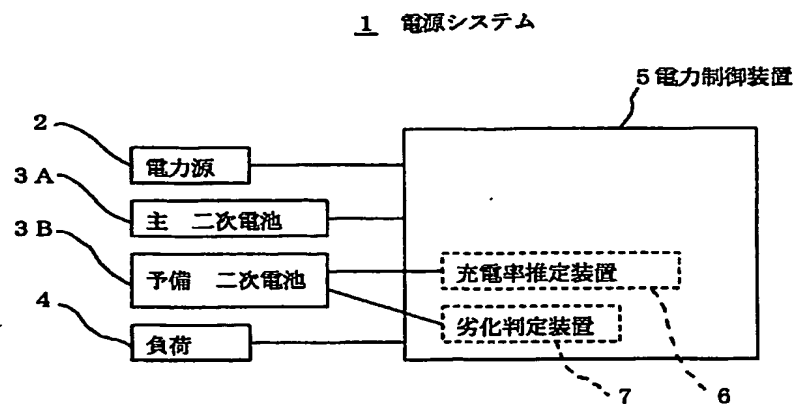 1 電源システム
5電力制御装置
2
電力源
3A
主 二次電池
3B
予備 二次電池
充電率推定装置
4
負荷
劣化判定装置
7
6